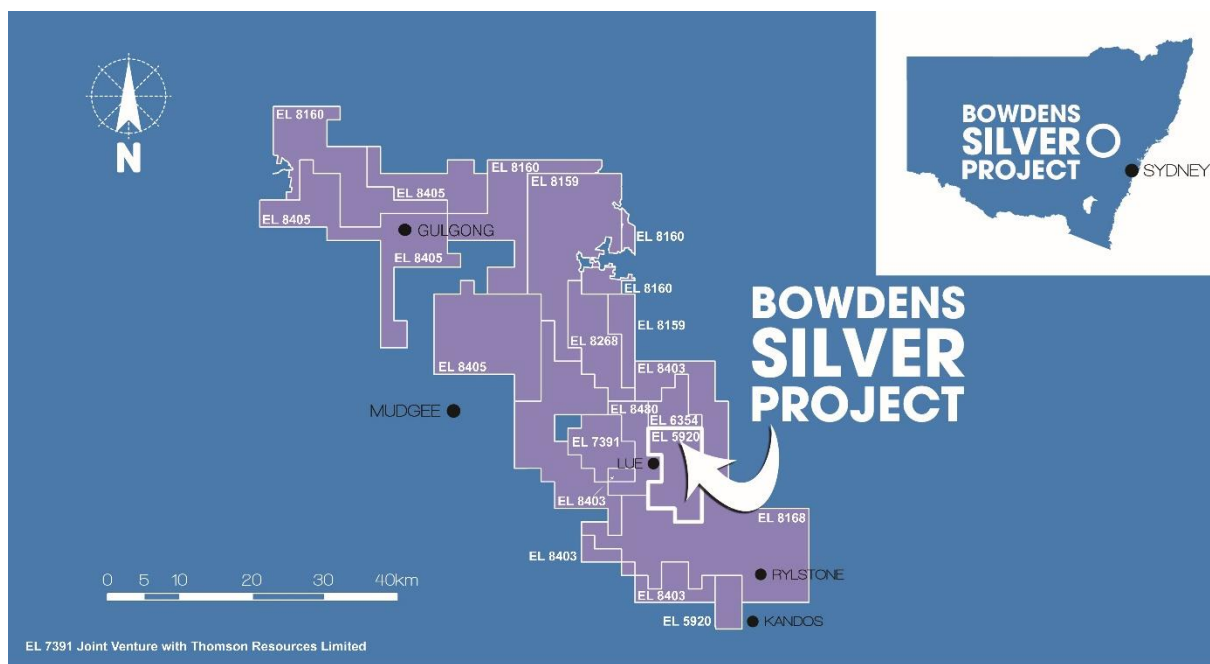 N
EL 8160
EL 8405
EL 8405
GULGONG
EL 8405
EL 8160
EL 8159
EL 8160
EL 8160
EL 8159
EL 8268
EL 8405
MUDGEE
EL 8403
EL 8480
EL 6354
EL 5920
EL 7391
LUE
EL 8403
EL 8168
EL 8403
RYLSTONE
EL 8403
EL 5920
KANDOS
BOWDENS
SILVER
PROJECT
BOWDENS
SILVER
PROJECT
SYDNEY
0 5 10 20 30 40km
EL 7391 Joint Venture with Thomson Resources Limited